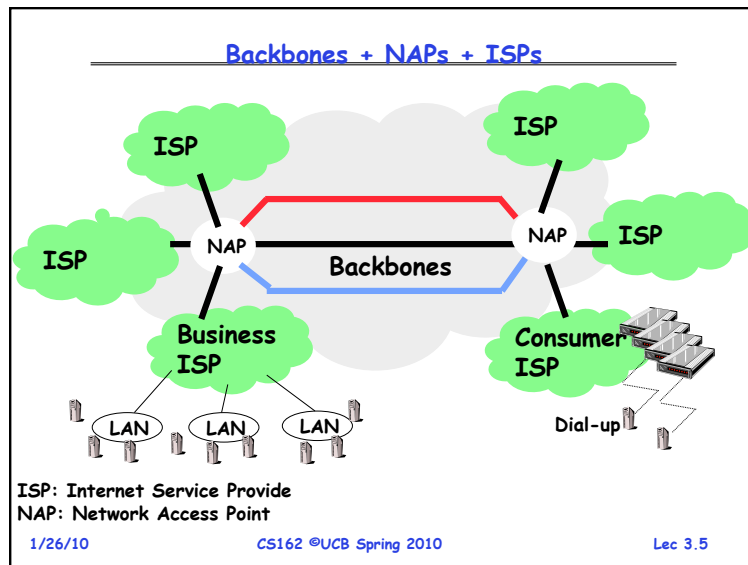 Backbones + NAPs + ISPs
ISP
ISP
ISP
NAP
NAP
ISP
Backbones
Business
ISP
Consumer
ISP
LAN
LAN
LAN
Dial-up
ISP: Internet Service Provide
NAP: Network Access Point
1/26/10
CS162 ©UCB Spring 2010
Lec 3.5